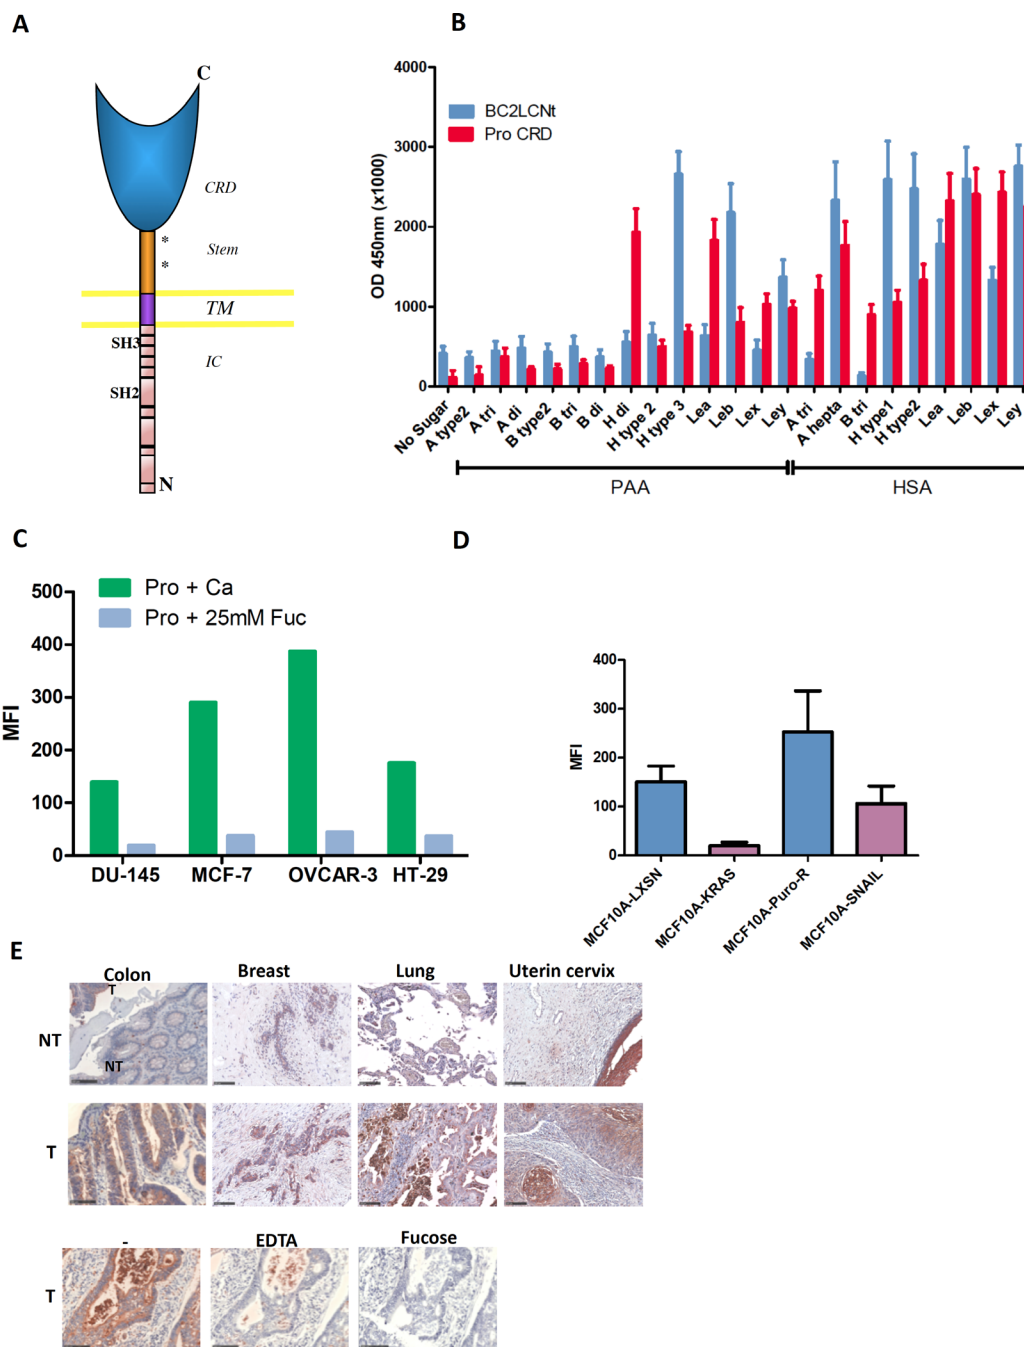 A
C
CRD
*
Stem
*
TM
SH3
IC
SH2
N
B
4000
3000
2000
1000
0
OD 450nm (x1000)
BC2LCNt
Pro CRD
No Sugar
A type2
A tri
A di
B type2
B tri
B di
H di
H type 2
H type 3
Lea
Leb
Lex
Ley
A tri
A hepta
B tri
H type1
H type2
Lea
Leb
Lex
Ley
PAA
HSA
C
500
400
300
200
100
0
MFI
Pro + Ca
Pro + 25mM Fuc
DU-145
MCF-7
OVCAR-3
HT-29
D
400
300
200
100
0
MFI
MCF10A-LXSN
MCF10A-KRAS
MCF10A-Puro-R
MCF10A-SNAIL
E
Colon
Breast
Lung
Uterin cervix
NT
T
NT
T
-
EDTA
Fucose
T